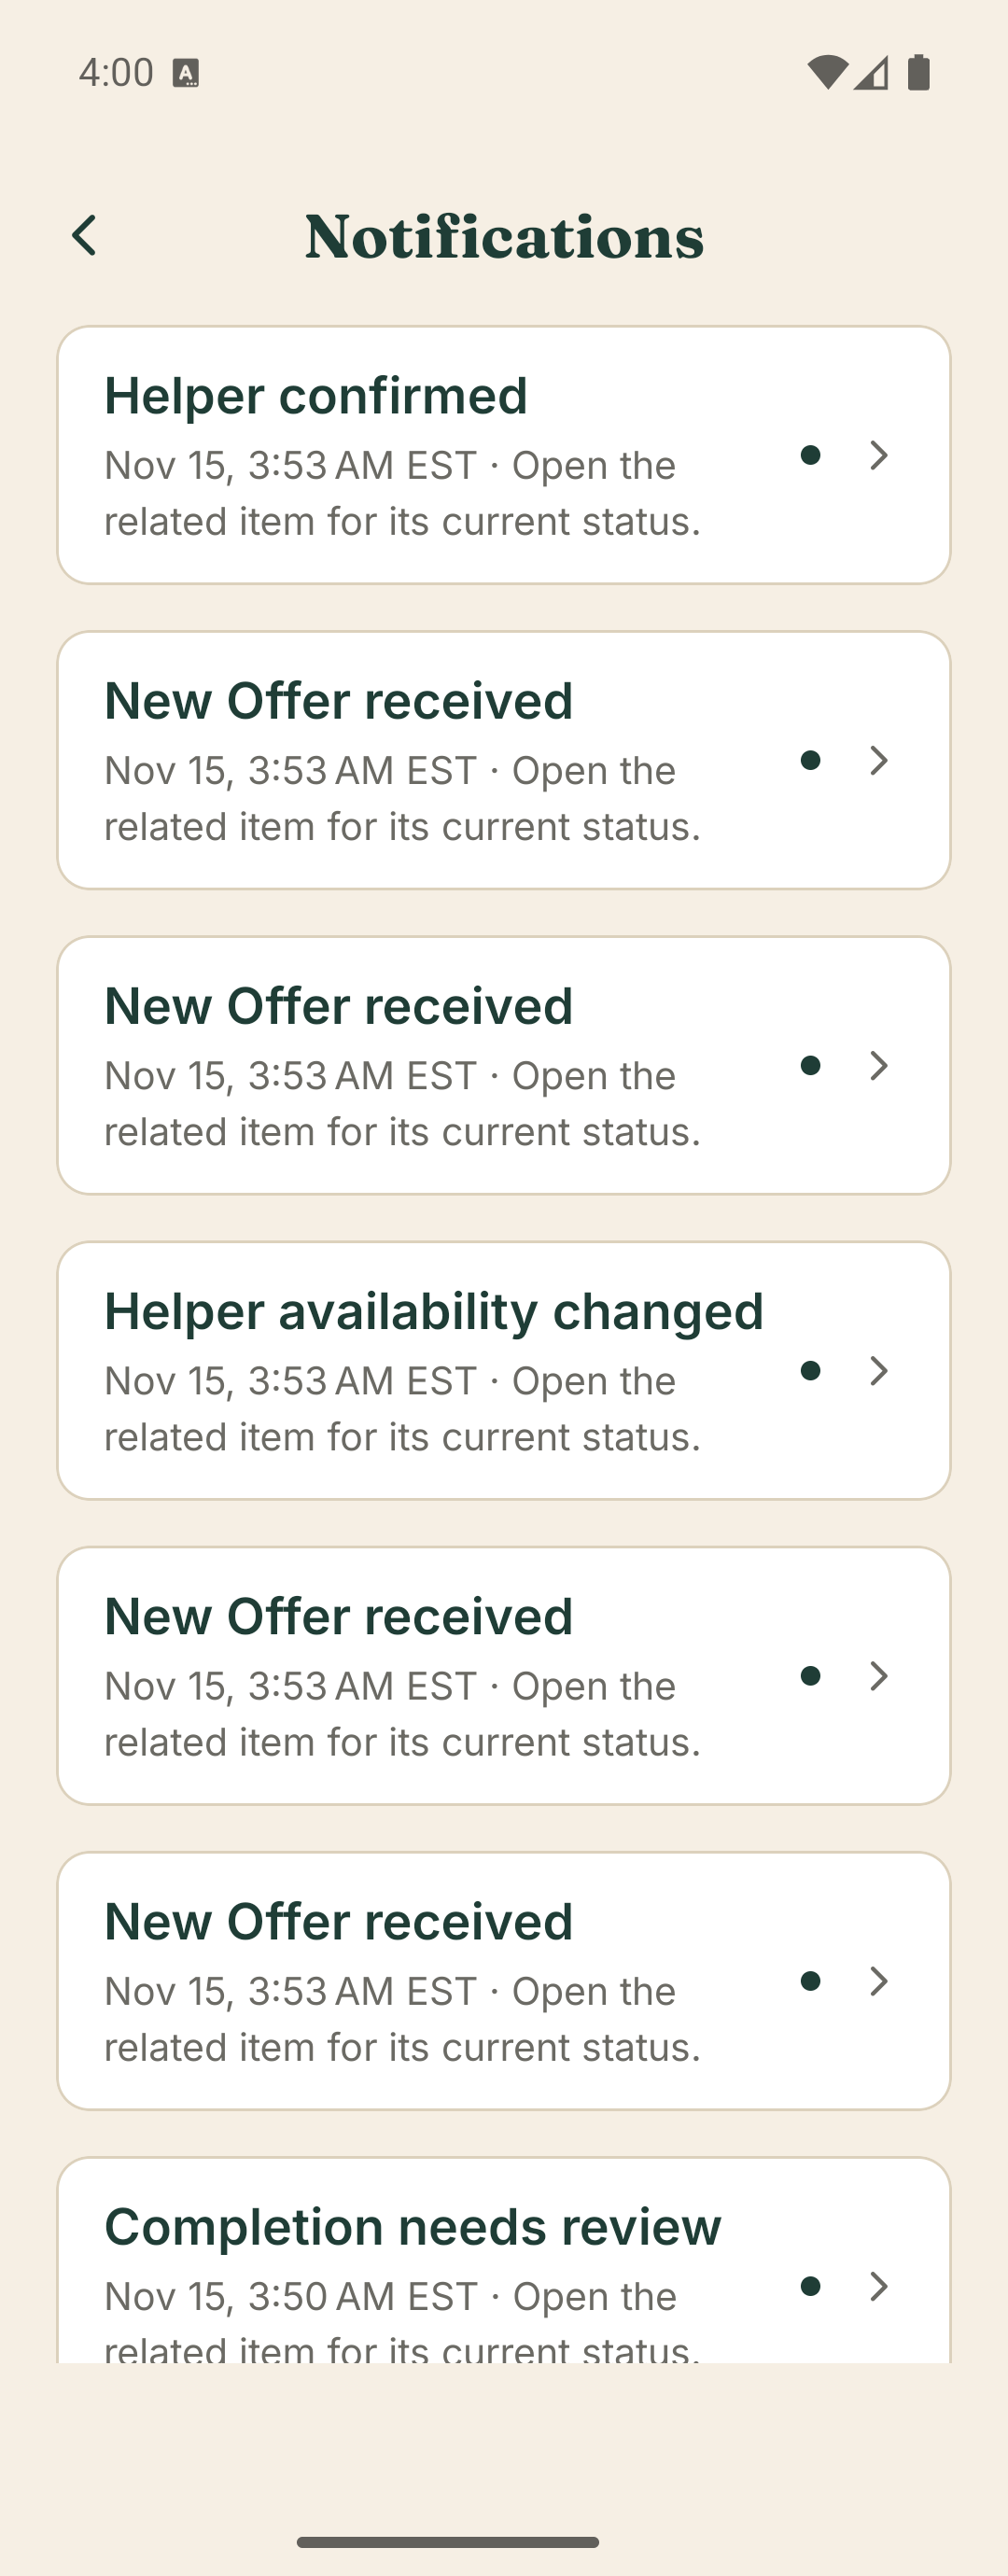 4:00
Notifications
Helper confirmed
Nov 15, 3:53 AM EST · Open the
related item for its current status.
New Offer received
Nov 15, 3:53 AM EST · Open the
related item for its current status.
New Offer received
Nov 15, 3:53 AM EST · Open the
related item for its current status.
Helper availability changed
Nov 15, 3:53 AM EST · Open the
related item for its current status.
New Offer received
Nov 15, 3:53 AM EST · Open the
related item for its current status.
New Offer received
Nov 15, 3:53 AM EST · Open the
related item for its current status.
Completion needs review
Nov 15, 3:50 AM EST · Open the
related item for its current status.